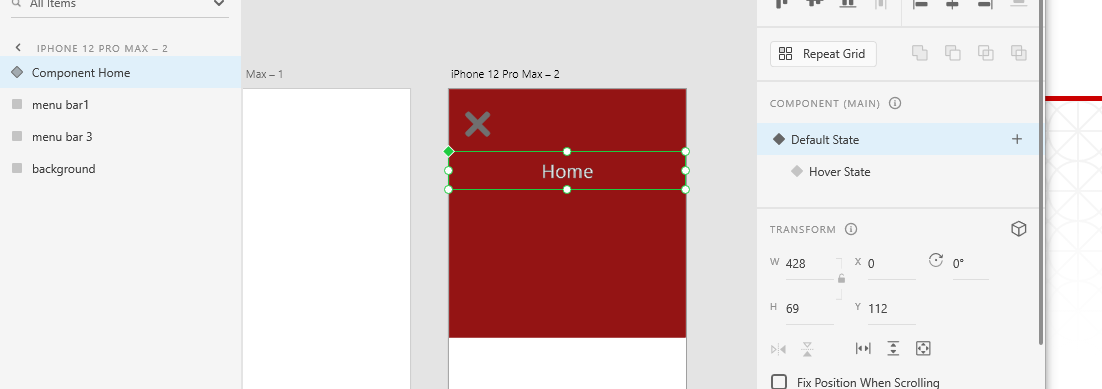 All Items
IPHONE 12 PRO MAX – 2
Component Home
menu bar1
menu bar 3
background
Max – 1
iPhone 12 Pro Max – 2
Home
Repeat Grid
COMPONENT (MAIN)
Default State
Hover State
TRANSFORM
W 428 X 0 0°
H 69 Y 112
Fix Position When Scrolling